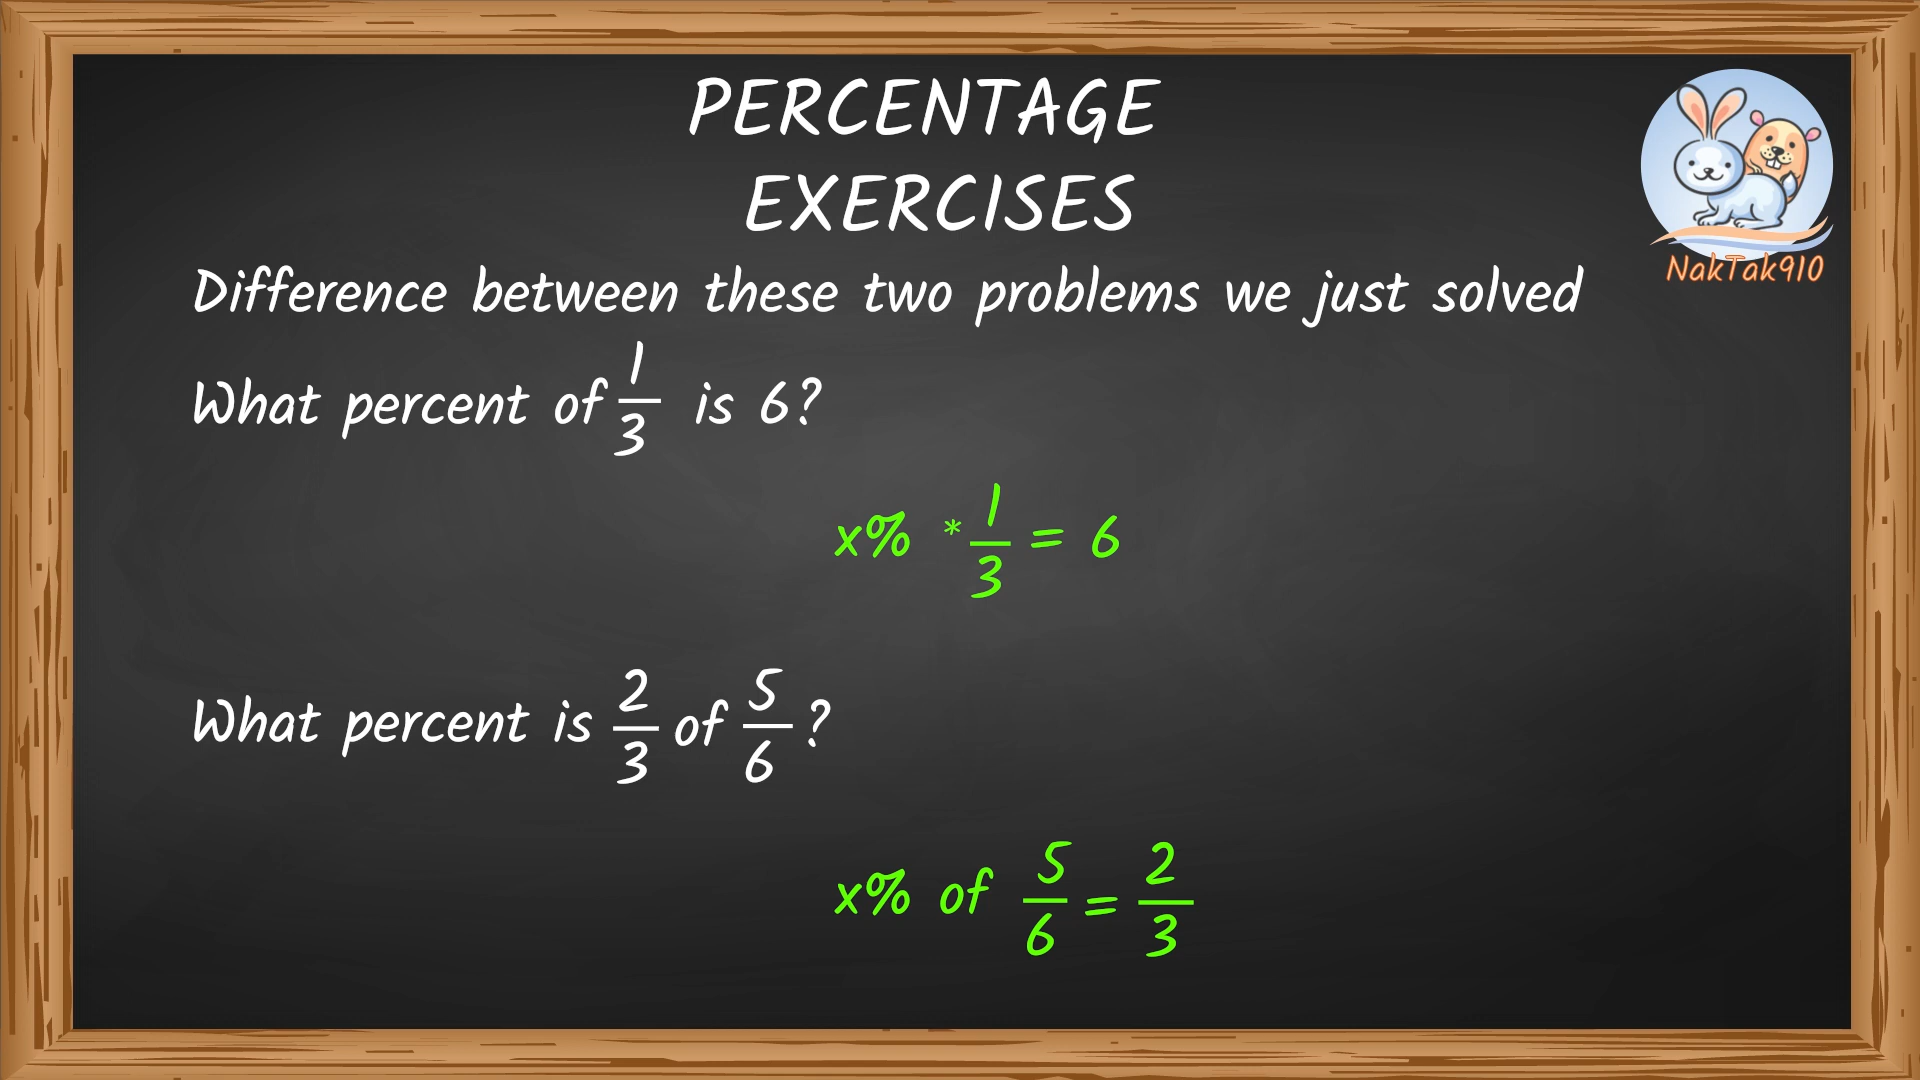 PERCENTAGE
EXERCISES
NakTak910
Difference between these two problems we just solved
What percent of 1/3 is 6?
x% * 1/3 = 6
What percent is 2/3 of 5/6 ?
x% of 5/6 = 2/3